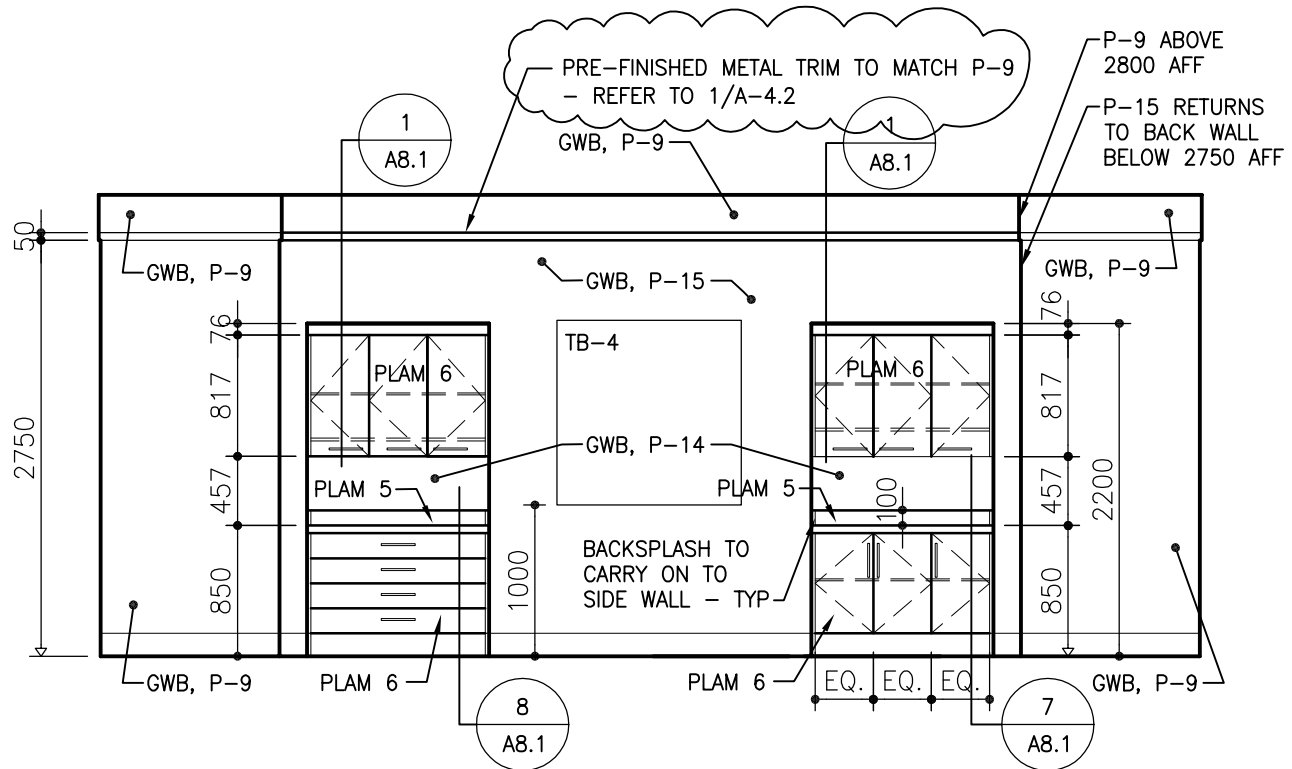 PRE-FINISHED METAL TRIM TO MATCH P-9
- REFER TO 1/A-4.2
P-9 ABOVE
2800 AFF
P-15 RETURNS
TO BACK WALL
BELOW 2750 AFF
1
A8.1
GWB, P-9
1
A8.1
50
GWB, P-9
GWB, P-15
GWB, P-9
76
76
TB-4
PLAM 6
PLAM 6
817
817
2750
GWB, P-14
457
PLAM 5
PLAM 5
100
457
2200
BACKSPLASH TO
CARRY ON TO
SIDE WALL - TYP
850
1000
850
GWB, P-9
PLAM 6
PLAM 6
EQ.
EQ.
EQ.
GWB, P-9
8
A8.1
7
A8.1